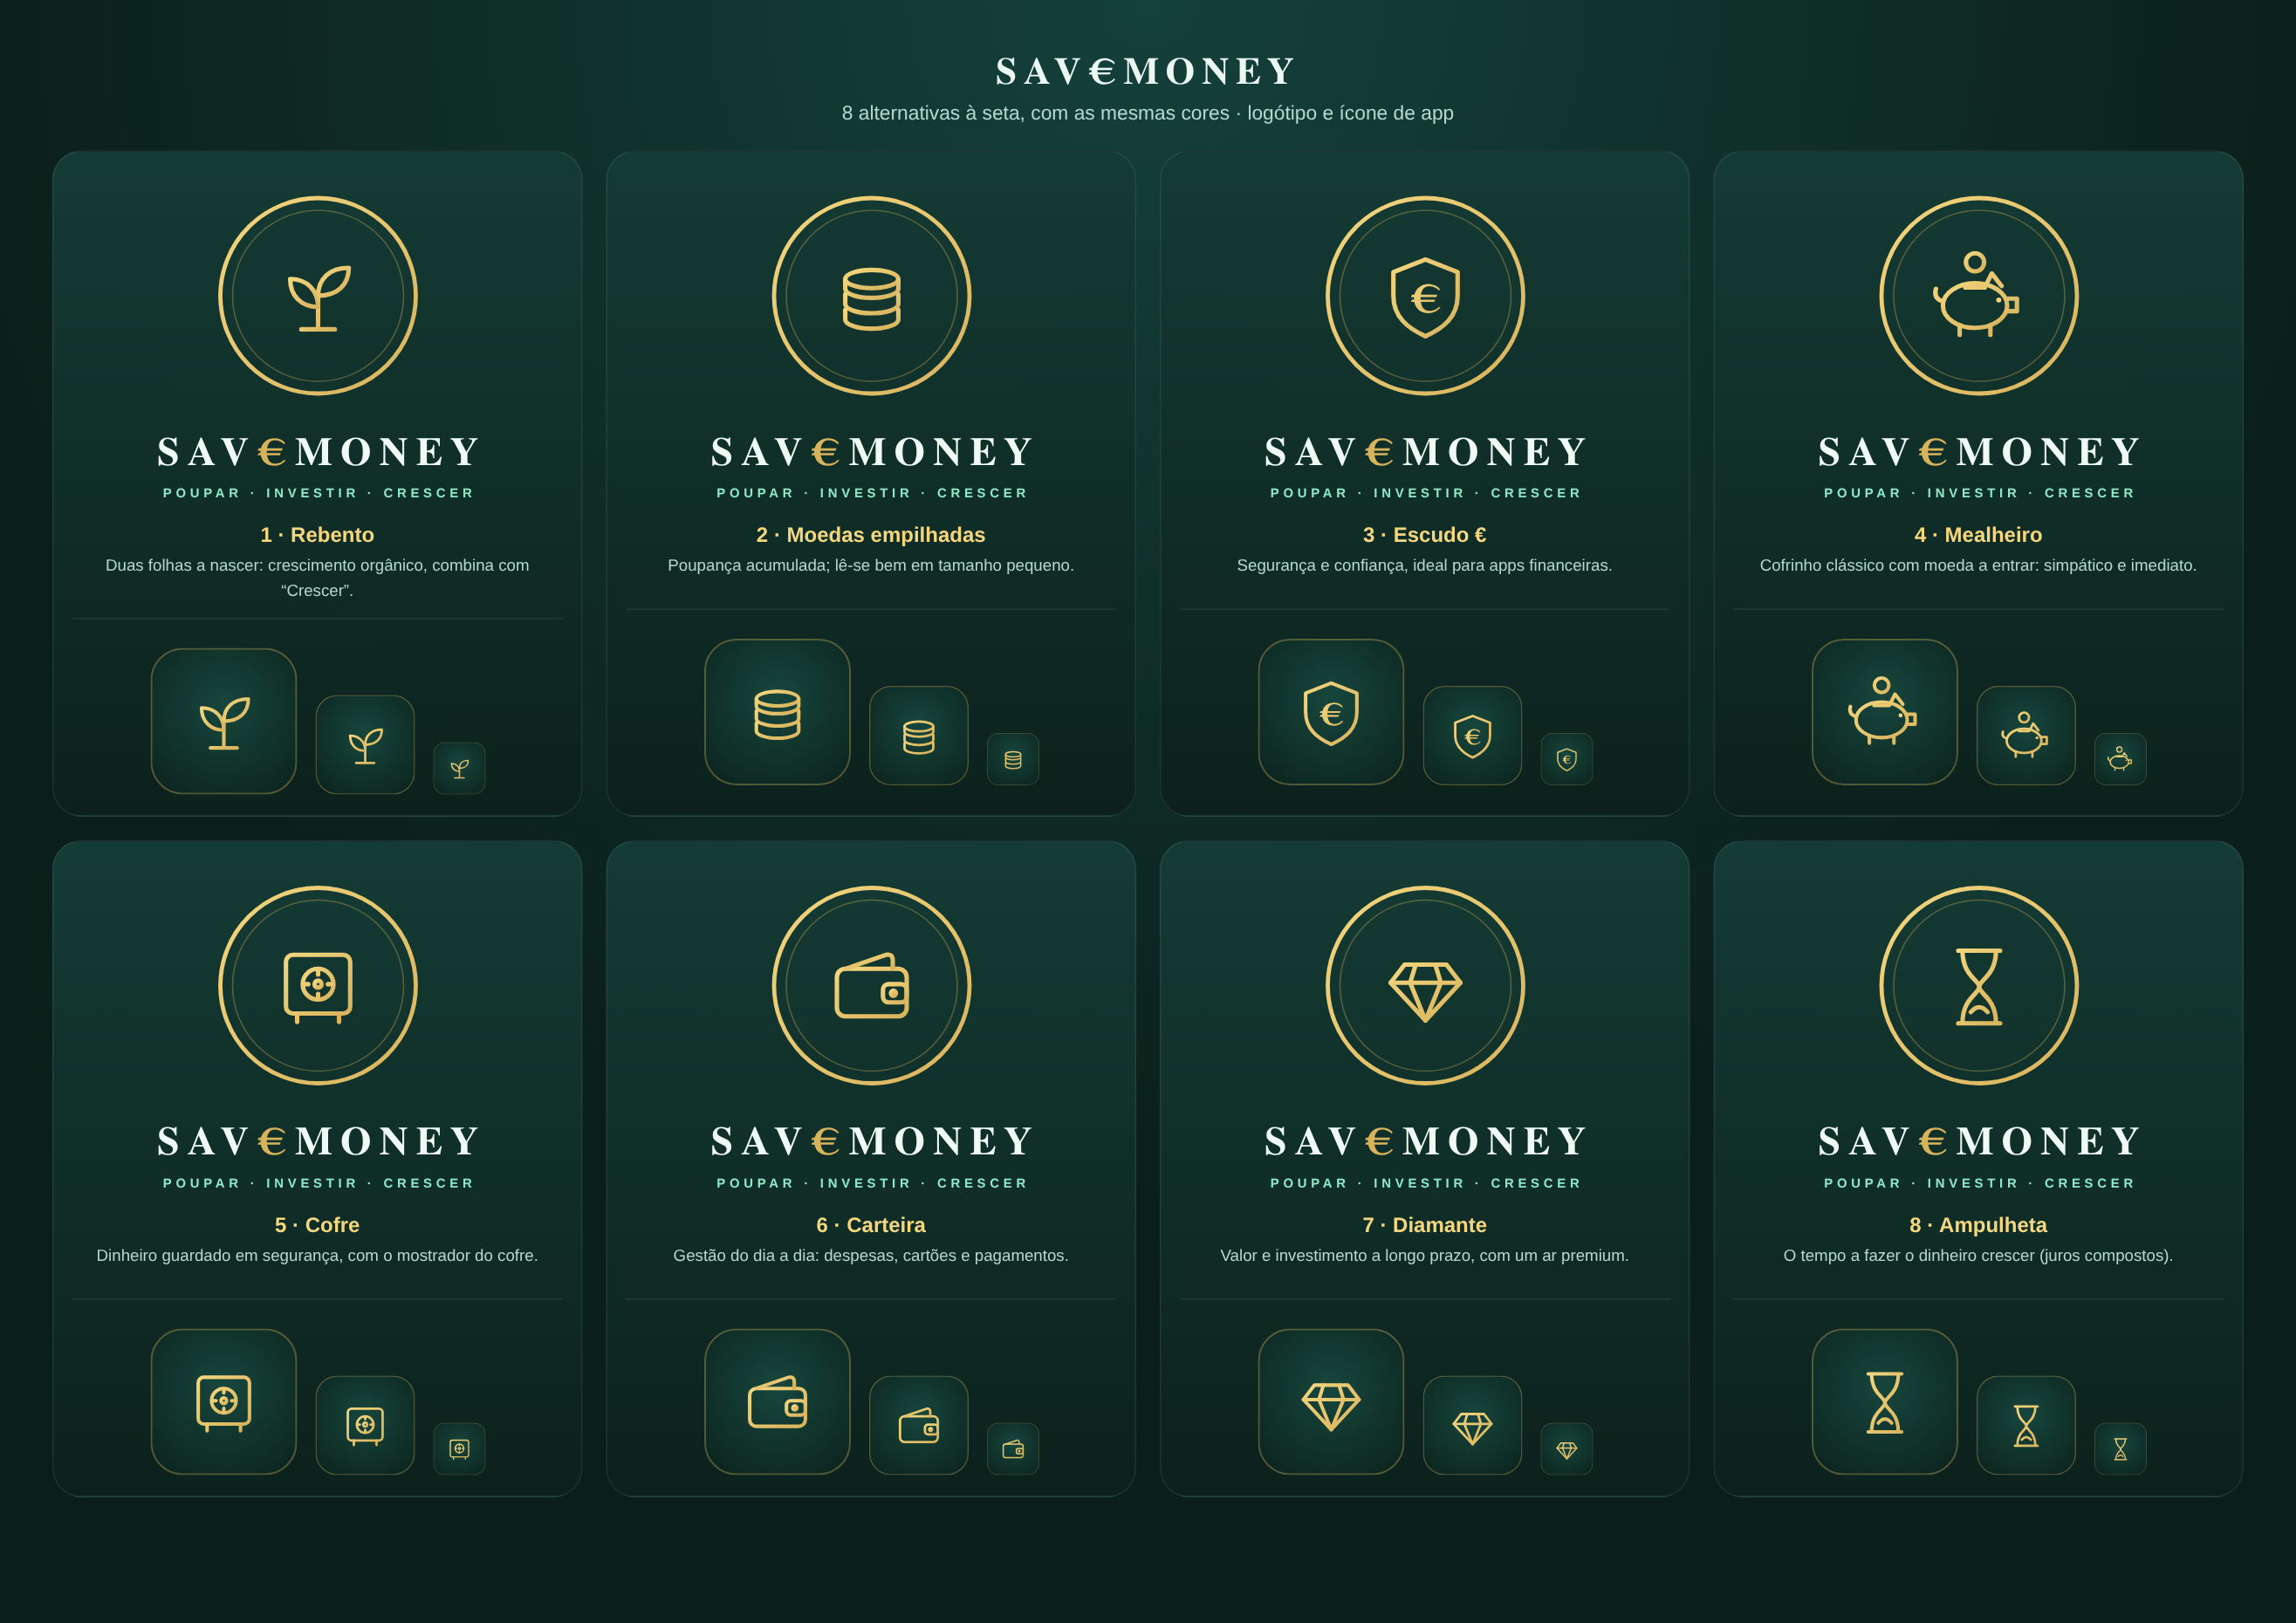 SAV€MONEY
8 alternativas à seta, com as mesmas cores · logótipo e ícone de app
SAV€MONEY
POUPAR · INVESTIR · CRESCER
1 · Rebento
Duas folhas a nascer: crescimento orgânico, combina com
“Crescer”.
SAV€MONEY
POUPAR · INVESTIR · CRESCER
2 · Moedas empilhadas
Poupança acumulada; lê-se bem em tamanho pequeno.
€
SAV€MONEY
POUPAR · INVESTIR · CRESCER
3 · Escudo €
Segurança e confiança, ideal para apps financeiras.
€
€
€
SAV€MONEY
POUPAR · INVESTIR · CRESCER
4 · Mealheiro
Cofrinho clássico com moeda a entrar: simpático e imediato.
SAV€MONEY
POUPAR · INVESTIR · CRESCER
5 · Cofre
Dinheiro guardado em segurança, com o mostrador do cofre.
SAV€MONEY
POUPAR · INVESTIR · CRESCER
6 · Carteira
Gestão do dia a dia: despesas, cartões e pagamentos.
SAV€MONEY
POUPAR · INVESTIR · CRESCER
7 · Diamante
Valor e investimento a longo prazo, com um ar premium.
SAV€MONEY
POUPAR · INVESTIR · CRESCER
8 · Ampulheta
O tempo a fazer o dinheiro crescer (juros compostos).